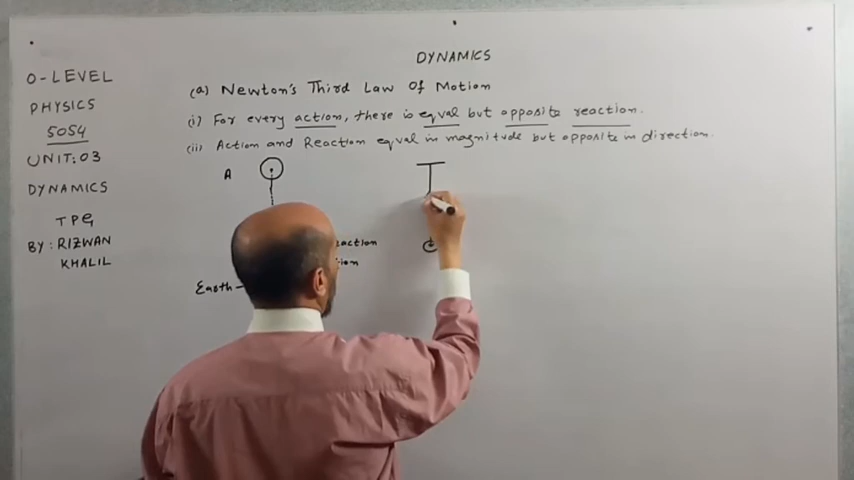 DYNAMICS
O-LEVEL
PHYSICS
5054
UNIT: 03
DYNAMICS
TPE
BY: RIZWAN
KHALIL
(a) Newton's Third Law Of Motion
(i) For every action, there is equal but opposite reaction.
(ii) Action and Reaction equal in magnitude but opposite in direction.
A
Earth